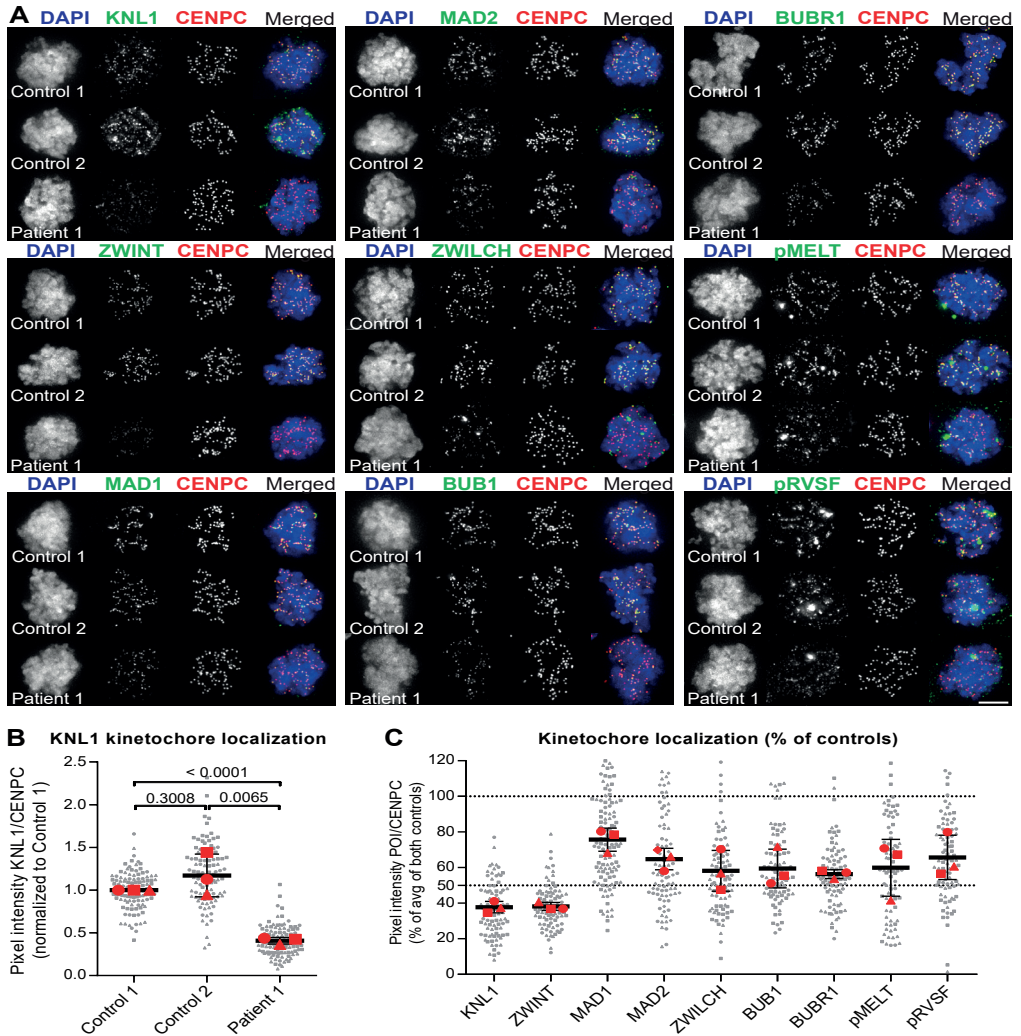 A
DAPI KNL1 CENPC Merged
Control 1
Control 2
Patient 1
DAPI MAD2 CENPC Merged
Control 1
Control 2
Patient 1
DAPI BUBR1 CENPC Merged
Control 1
Control 2
Patient 1
DAPI ZWINT CENPC Merged
Control 1
Control 2
Patient 1
DAPI ZWILCH CENPC Merged
Control 1
Control 2
Patient 1
DAPI pMELT CENPC Merged
Control 1
Control 2
Patient 1
DAPI MAD1 CENPC Merged
Control 1
Control 2
Patient 1
DAPI BUB1 CENPC Merged
Control 1
Control 2
Patient 1
DAPI pRVSF CENPC Merged
Control 1
Control 2
Patient 1
B KNL1 kinetochore localization
Pixel intensity KNL1/CENPC
(normalized to Control 1)
2.5
2.0
1.5
1.0
0.5
0.0
< 0.0001
0.3008 0.0065
Control 1 Control 2 Patient 1
C Kinetochore localization (% of controls)
Pixel intensity POI/CENPC
(% of avg of both controls)
120
100
80
60
50
40
20
0
KNL1 ZWINT MAD1 MAD2 ZWILCH BUB1 BUBR1 pMELT pRVSF